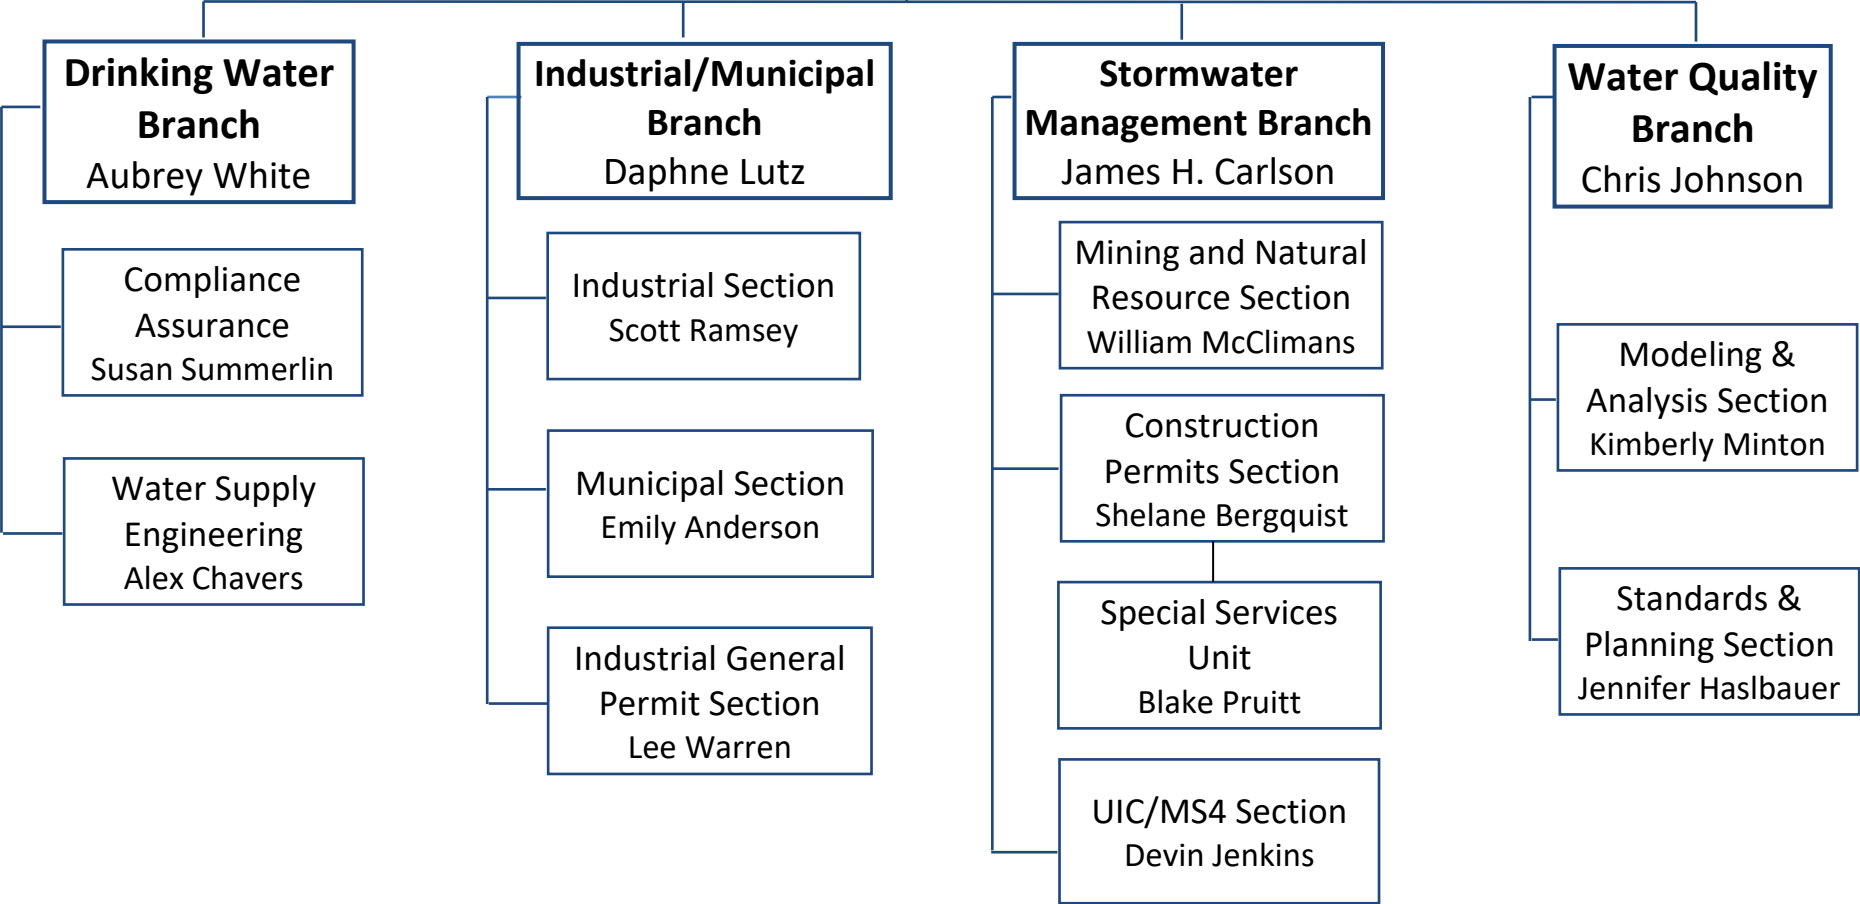 Drinking Water
Branch
Aubrey White
Compliance
Assurance
Susan Summerlin
Water Supply
Engineering
Alex Chavers
Industrial/Municipal
Branch
Daphne Lutz
Industrial Section
Scott Ramsey
Municipal Section
Emily Anderson
Industrial General
Permit Section
Lee Warren
Stormwater
Management Branch
James H. Carlson
Mining and Natural
Resource Section
William McClimans
Construction
Permits Section
Shelane Bergquist
Special Services
Unit
Blake Pruitt
UIC/MS4 Section
Devin Jenkins
Water Quality
Branch
Chris Johnson
Modeling &
Analysis Section
Kimberly Minton
Standards &
Planning Section
Jennifer Haslbauer